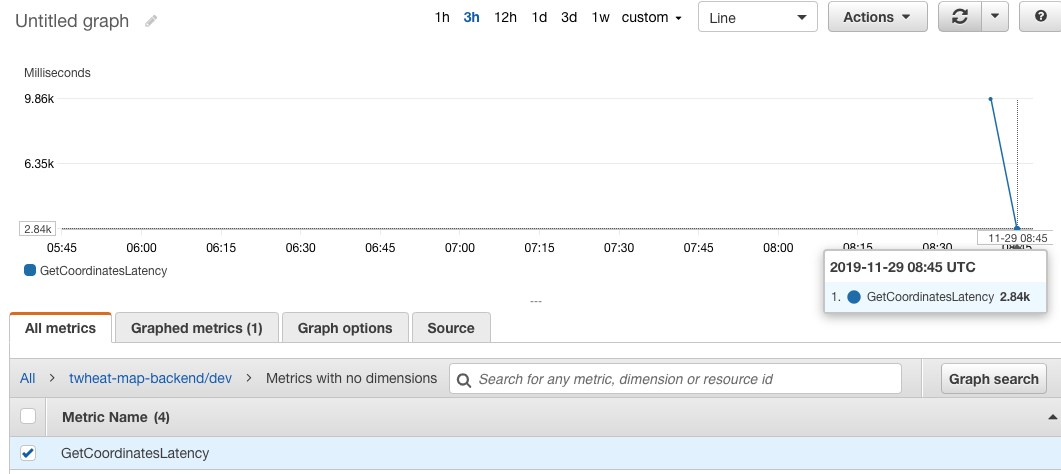 Untitled graph
1h 3h 12h 1d 3d 1w custom Line Actions ?
Milliseconds
9.86k
6.35k
2.84k
05:45 06:00 06:15 06:30 06:45 07:00 07:15 07:30 07:45 08:00 08:15 08:30
11-29 08:45
GetCoordinatesLatency
2019-11-29 08:45 UTC
1. GetCoordinatesLatency 2.84k
All metrics Graphed metrics (1) Graph options Source
All > twheat-map-backend/dev > Metrics with no dimensions Search for any metric, dimension or resource id Graph search
Metric Name (4)
GetCoordinatesLatency